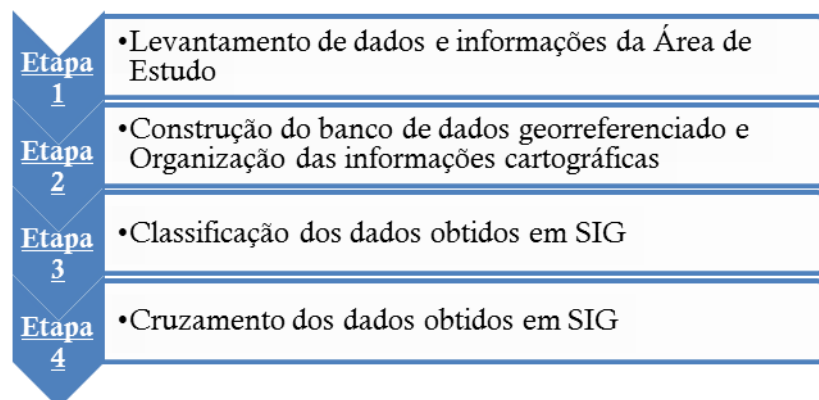 Etapa
1
•Levantamento de dados e informações da Área de
Estudo
Etapa
2
•Construção do banco de dados georreferenciado e
Organização das informações cartográficas
Etapa
3
•Classificação dos dados obtidos em SIG
Etapa
4
•Cruzamento dos dados obtidos em SIG